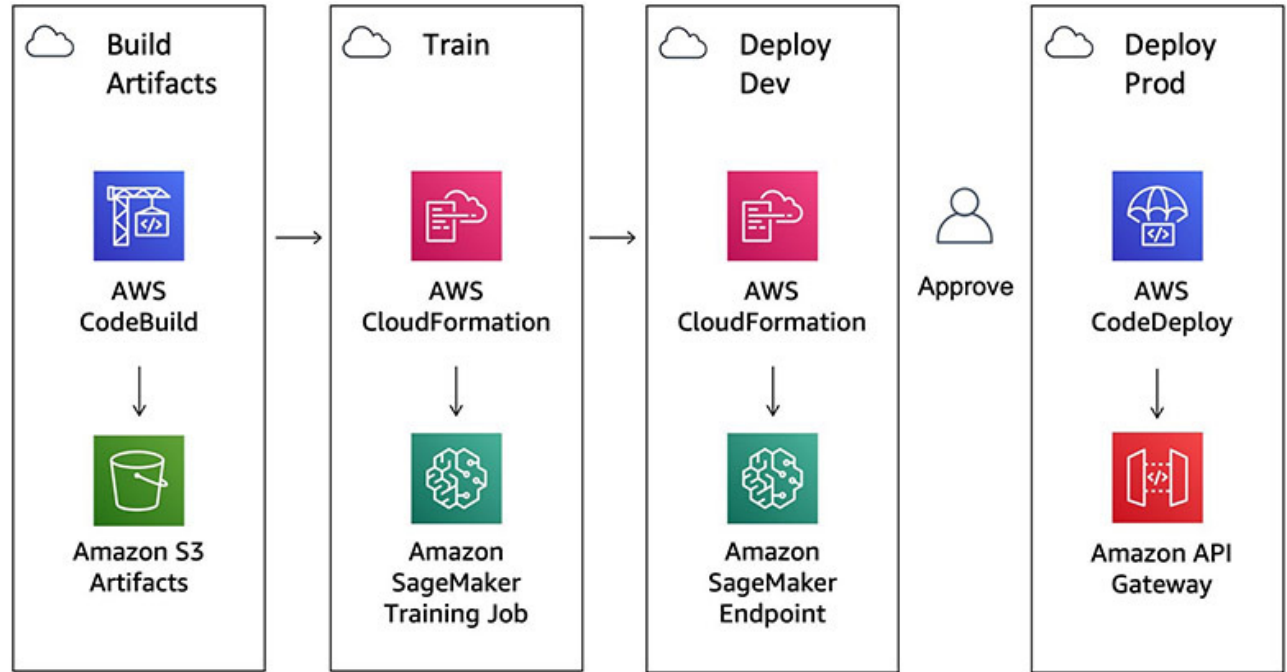 Build
Artifacts
AWS
CodeBuild
Amazon S3
Artifacts
Train
AWS
CloudFormation
Amazon
SageMaker
Training Job
Deploy
Dev
AWS
CloudFormation
Amazon
SageMaker
Endpoint
Approve
Deploy
Prod
AWS
CodeDeploy
Amazon API
Gateway